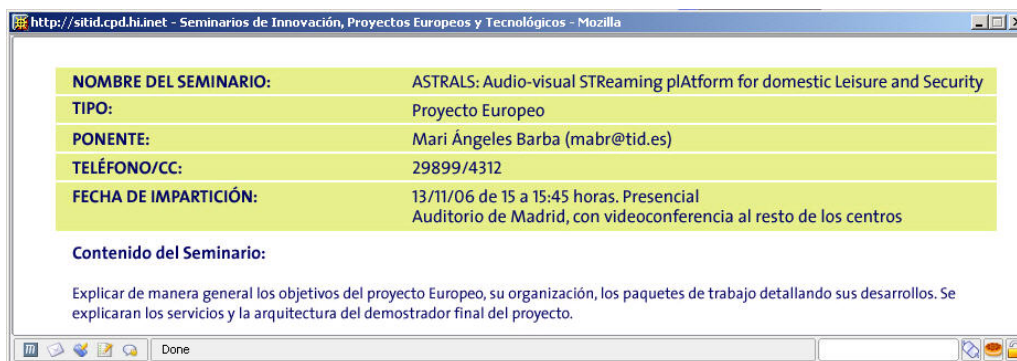 http://sitid.cpd.hi.inet - Seminarios de Innovación, Proyectos Europeos y Tecnológicos - Mozilla
NOMBRE DEL SEMINARIO: ASTRALS: Audio-visual STReaming plAtform for domestic Leisure and Security
TIPO: Proyecto Europeo
PONENTE: Mari Ángeles Barba (mabr@tid.es)
TELÉFONO/CC: 29899/4312
FECHA DE IMPARTICIÓN: 13/11/06 de 15 a 15:45 horas. Presencial
Auditorio de Madrid, con videoconferencia al resto de los centros
Contenido del Seminario:
Explicar de manera general los objetivos del proyecto Europeo, su organización, los paquetes de trabajo detallando sus desarrollos. Se
explicaran los servicios y la arquitectura del demostrador final del proyecto.
Done